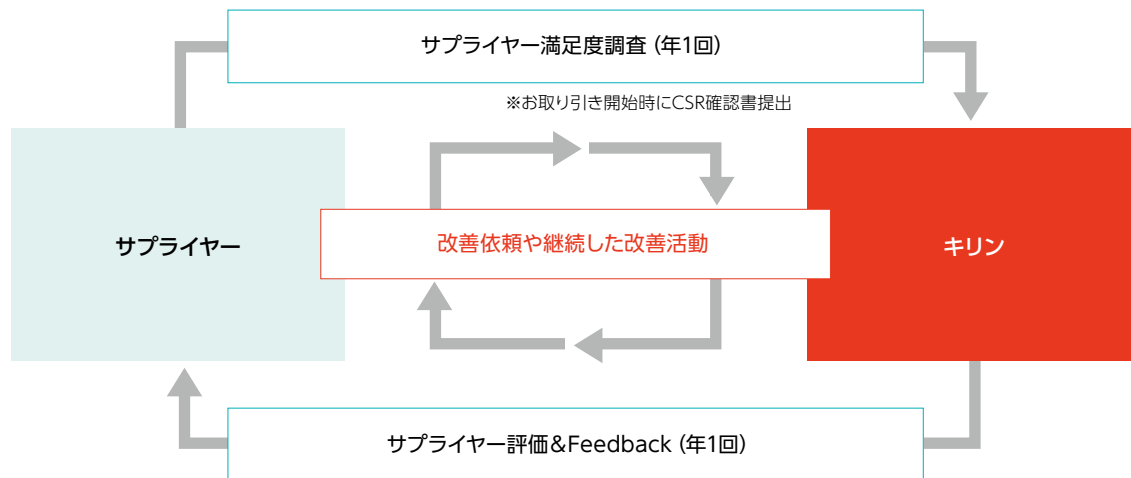 サプライヤー満足度調査 (年1回)
※お取り引き開始時にCSR確認書提出
サプライヤー
改善依頼や継続した改善活動
キリン
サプライヤー評価&Feedback (年1回)